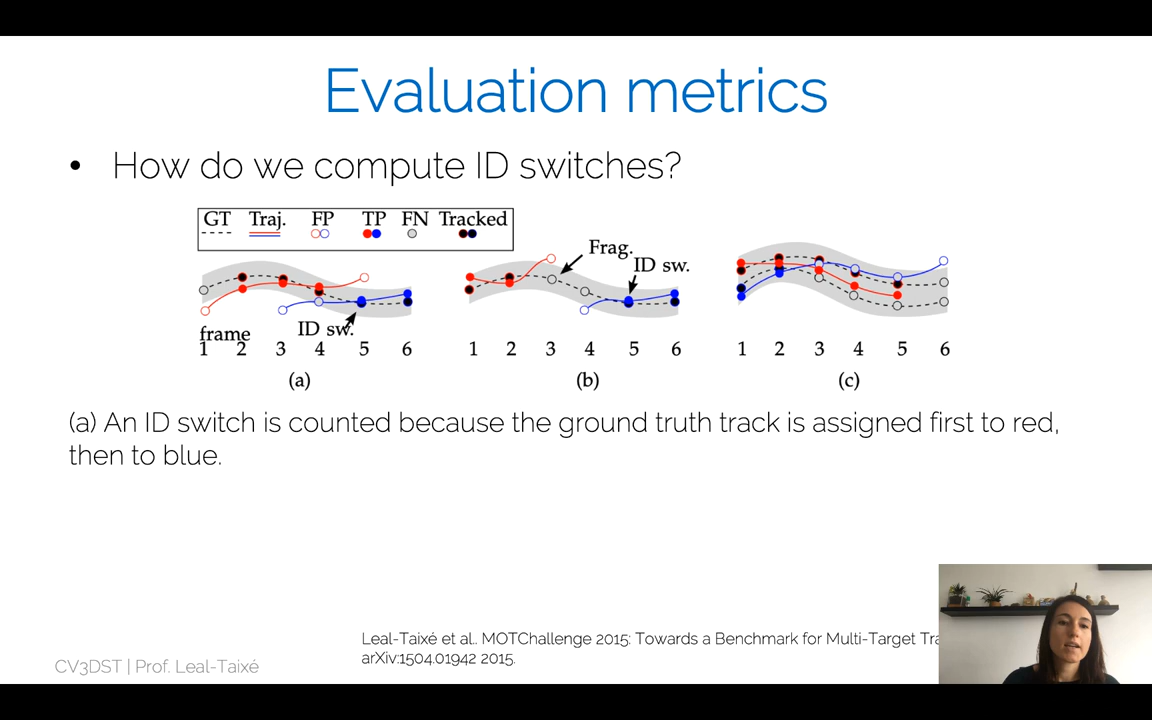 Evaluation metrics
• How do we compute ID switches?
GT Traj. FP TP FN Tracked
Frag.
ID sw.
ID sw.
frame
1 2 3 4 5 6
1 2 3 4 5 6
1 2 3 4 5 6
(a) (b) (c)
(a) An ID switch is counted because the ground truth track is assigned first to red,
then to blue.
Leal-Taixé et al.. MOTChallenge 2015: Towards a Benchmark for Multi-Target
arXiv:1504.01942 2015.
CV3DST | Prof. Leal-Taixé